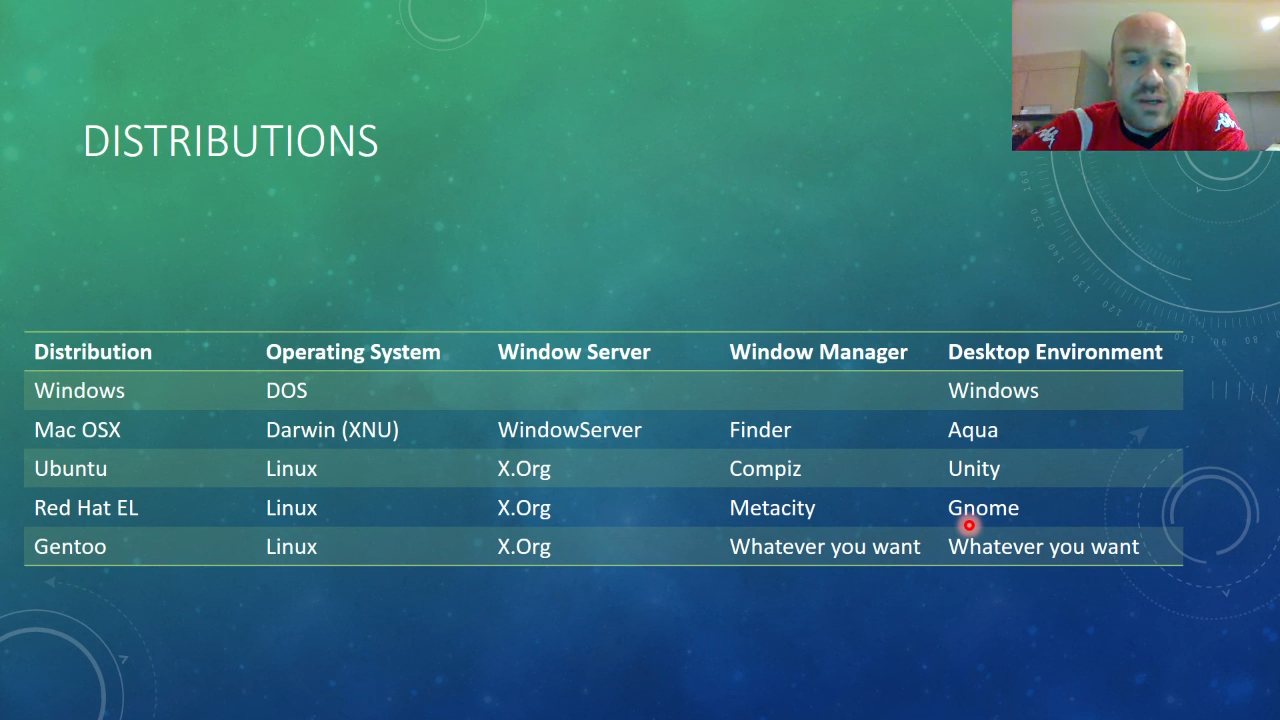 DISTRIBUTIONS
Distribution Operating System Window Server Window Manager Desktop Environment
Windows DOS Windows
Mac OSX Darwin (XNU) WindowServer Finder Aqua
Ubuntu Linux X.Org Compiz Unity
Red Hat EL Linux X.Org Metacity Gnome
Gentoo Linux X.Org Whatever you want Whatever you want